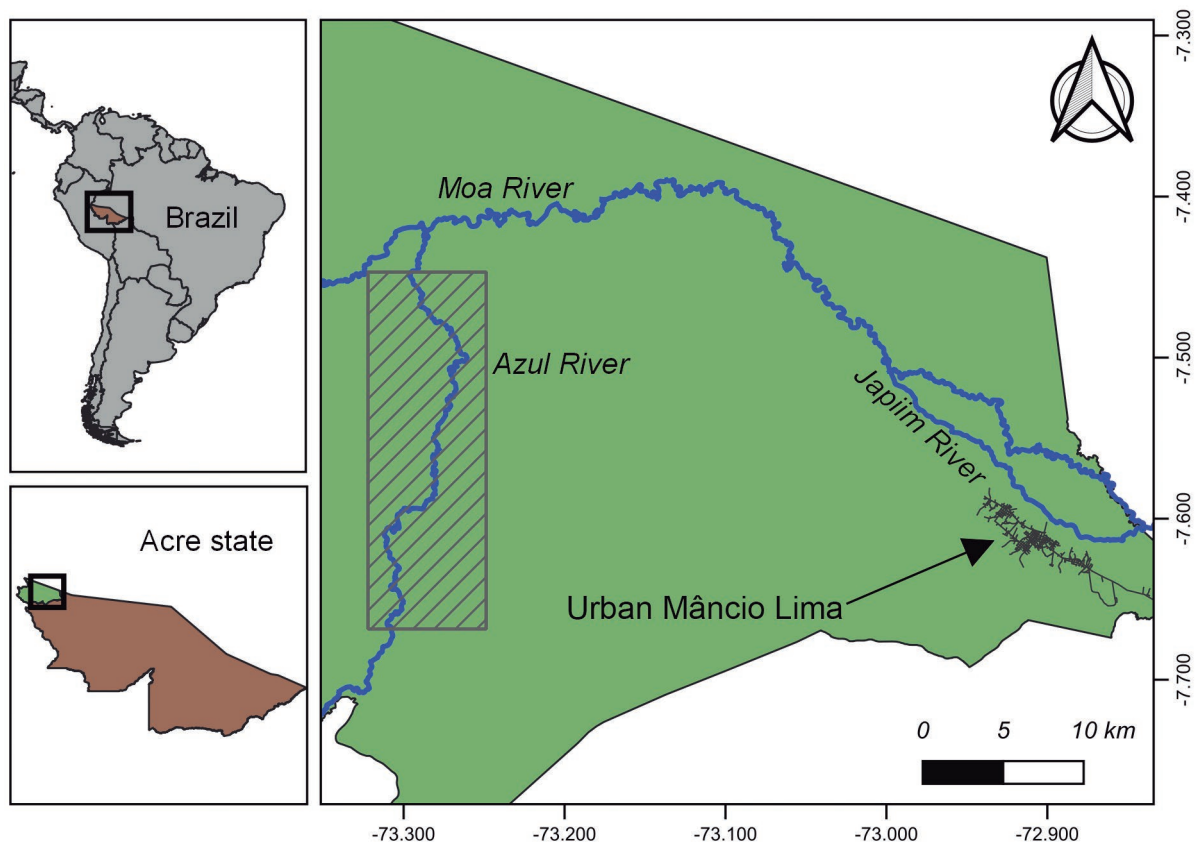 Brazil
Acre state
Moa River
Azul River
Japiim River
Urban Mâncio Lima
0 5 10 km
-7.300
-7.400
-7.500
-7.600
-7.700
-73.300 -73.200 -73.100 -73.000 -72.900